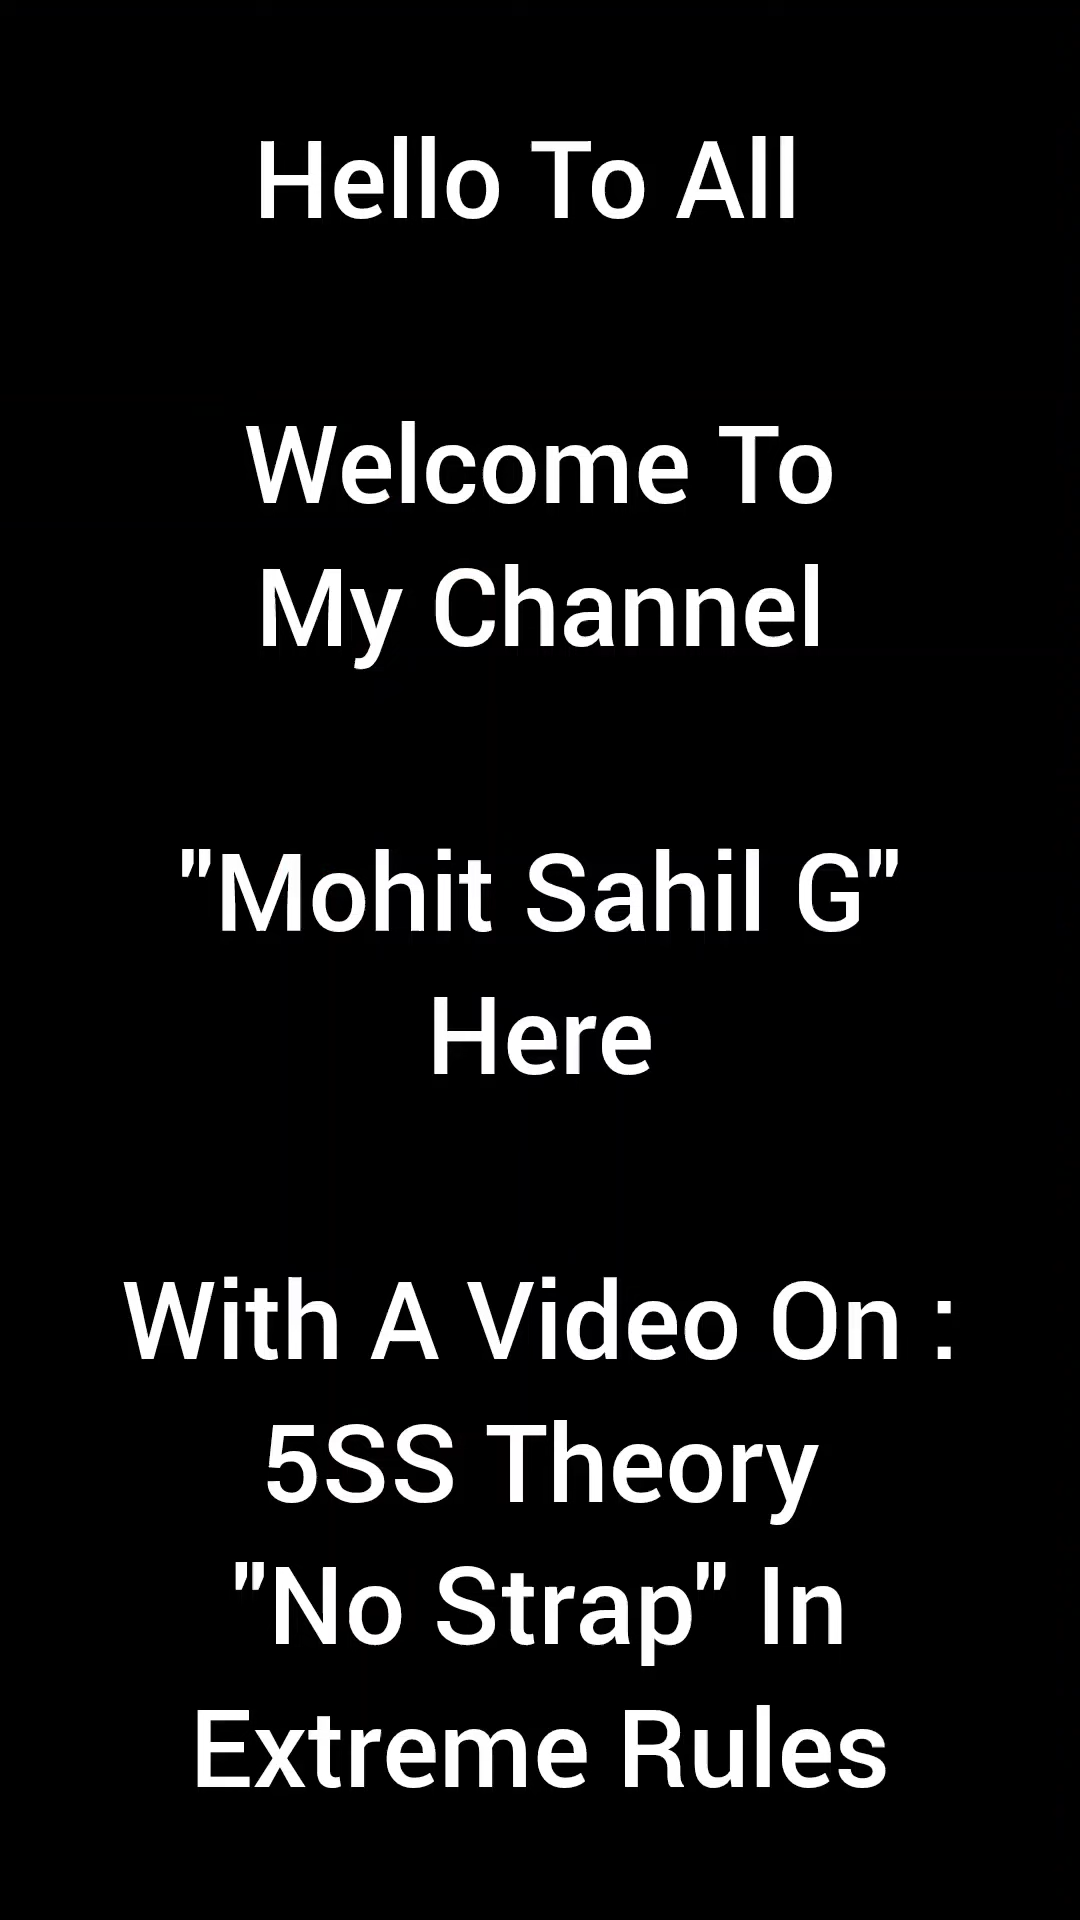 Hello To All
Welcome To
My Channel
"Mohit Sahil G"
Here
With A Video On :
5SS Theory
"No Strap" In
Extreme Rules